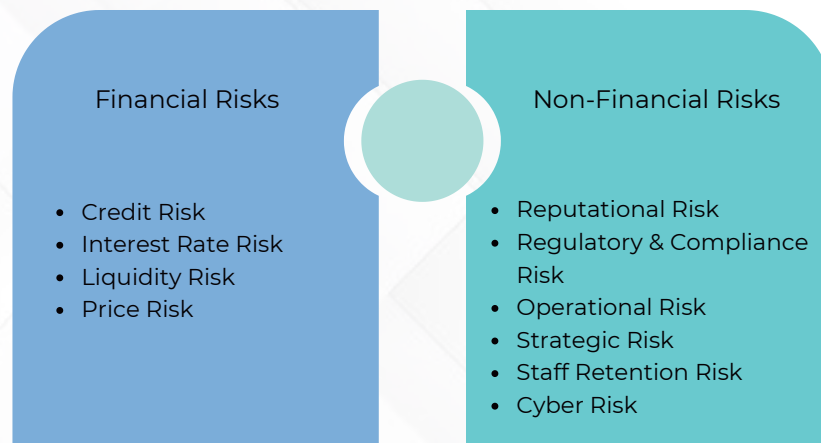 Financial Risks
• Credit Risk
• Interest Rate Risk
• Liquidity Risk
• Price Risk
Non-Financial Risks
• Reputational Risk
• Regulatory & Compliance
Risk
• Operational Risk
• Strategic Risk
• Staff Retention Risk
• Cyber Risk